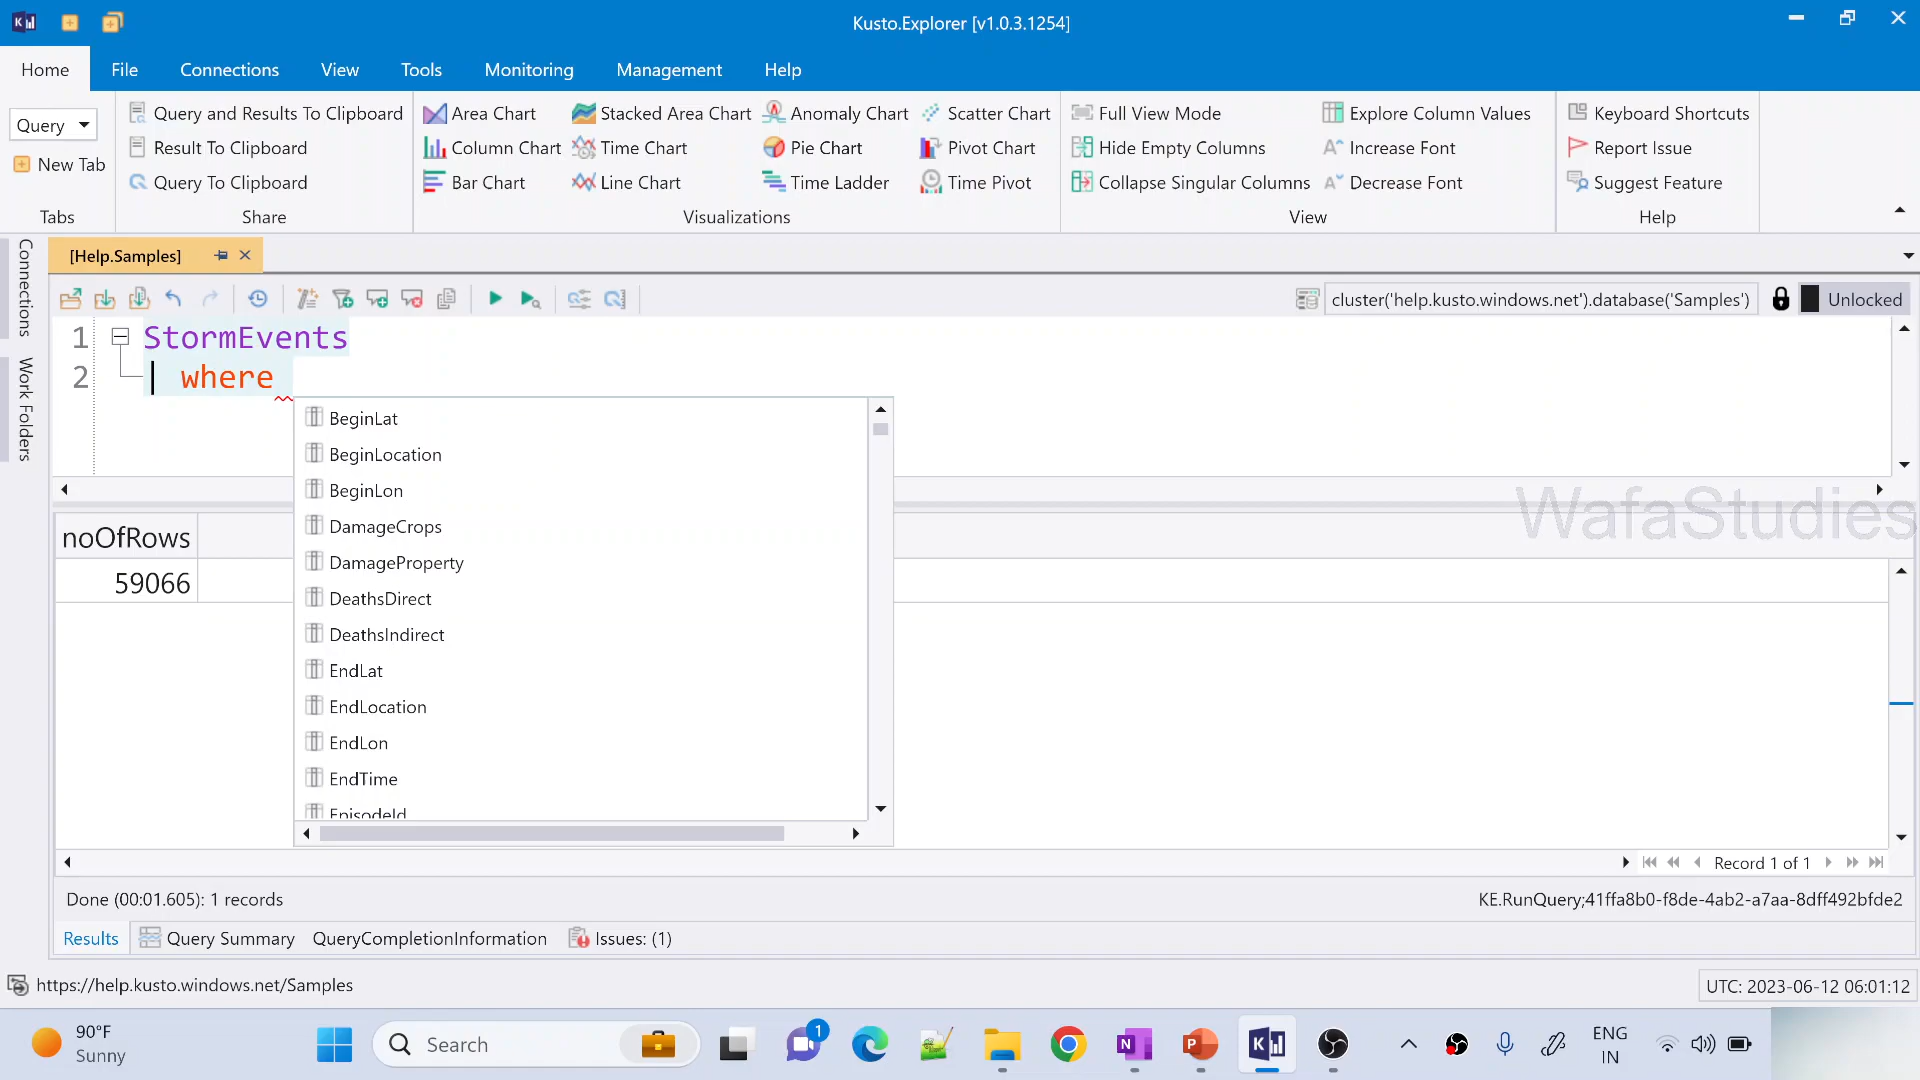 Kusto.Explorer [v1.0.3.1254]
Home File Connections View Tools Monitoring Management Help
Query
New Tab
Tabs
Query and Results To Clipboard
Result To Clipboard
Query To Clipboard
Share
Area Chart Stacked Area Chart Anomaly Chart Scatter Chart
Column Chart Time Chart Pie Chart Pivot Chart
Bar Chart Line Chart Time Ladder Time Pivot
Visualizations
Full View Mode Explore Column Values
Hide Empty Columns Increase Font
Collapse Singular Columns Decrease Font
View
Keyboard Shortcuts
Report Issue
Suggest Feature
Help
Connections
Work Folders
[Help.Samples]
cluster('help.kusto.windows.net').database('Samples') Unlocked
1 StormEvents
2 | where
BeginLat
BeginLocation
BeginLon
DamageCrops
DamageProperty
DeathsDirect
DeathsIndirect
EndLat
EndLocation
EndLon
EndTime
EpisodeId
WafaStudies
noOfRows
59066
Record 1 of 1
Done (00:01.605): 1 records
KE.RunQuery;41ffa8b0-f8de-4ab2-a7aa-8dff492bfde2
Results Query Summary QueryCompletionInformation Issues: (1)
https://help.kusto.windows.net/Samples
UTC: 2023-06-12 06:01:12
90°F
Sunny
Search
1
ENG
IN